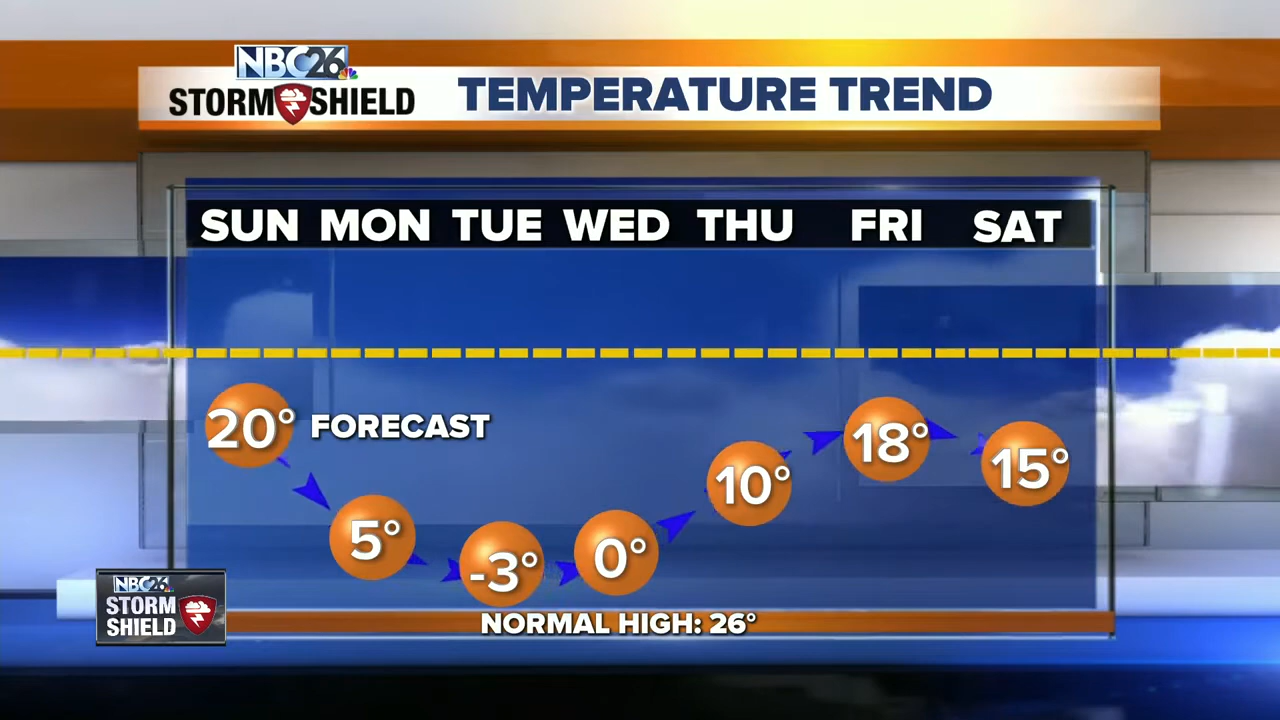 NBC26
STORM SHIELD
TEMPERATURE TREND
SUN MON TUE WED THU FRI SAT
20° FORECAST
5°
-3°
0°
10°
18°
15°
NBC26
STORM
SHIELD
NORMAL HIGH: 26°